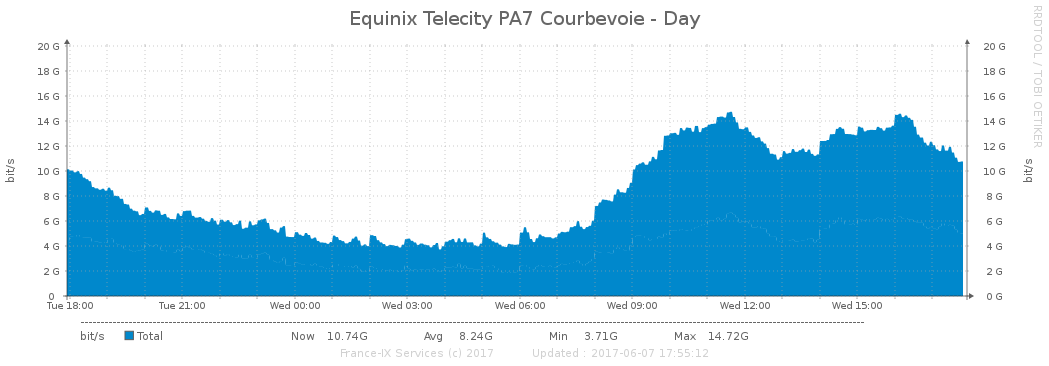 Equinix Telecity PA7 Courbevoie - Day
RRDTOOL / TOBI OETIKER
bit/s
20 G 20 G
18 G 18 G
16 G 16 G
14 G 14 G
12 G 12 G
10 G 10 G
8 G 8 G
6 G 6 G
4 G 4 G
2 G 2 G
0 0 G
bit/s
Tue 18:00 Tue 21:00 Wed 00:00 Wed 03:00 Wed 06:00 Wed 09:00 Wed 12:00 Wed 15:00
bit/s Total Now 10.74G Avg 8.24G Min 3.71G Max 14.72G
France-IX Services (c) 2017 Updated : 2017-06-07 17:55:12